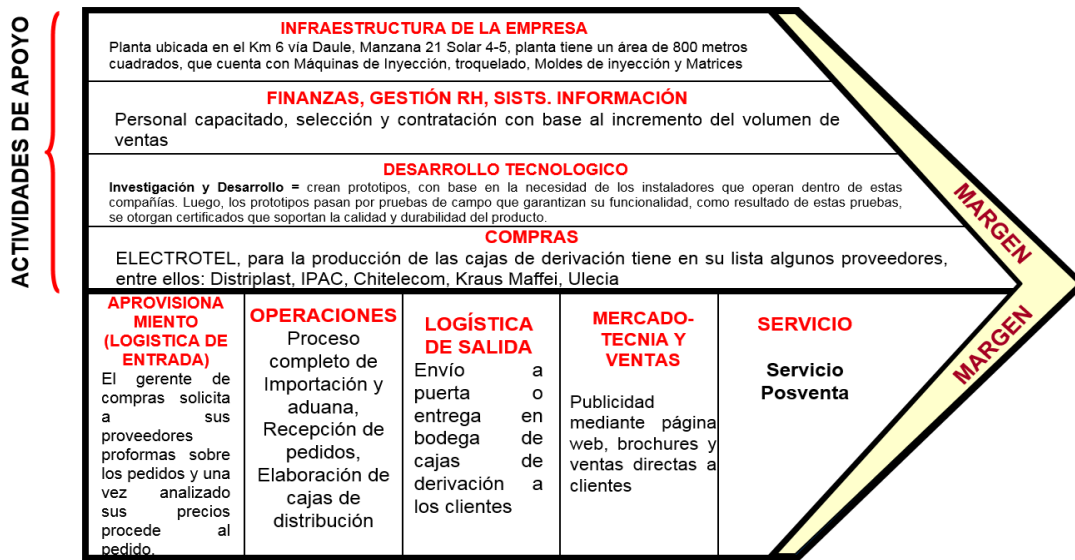 ACTIVIDADES DE APOYO
INFRAESTRUCTURA DE LA EMPRESA
Planta ubicada en el Km 6 vía Daule, Manzana 21 Solar 4-5, planta tiene un área de 800 metros
cuadrados, que cuenta con Máquinas de Inyección, troquelado, Moldes de inyección y Matrices
FINANZAS, GESTIÓN RH, SISTS. INFORMACIÓN
Personal capacitado, selección y contratación con base al incremento del volumen de
ventas
DESARROLLO TECNOLOGICO
Investigación y Desarrollo = crean prototipos, con base en la necesidad de los instaladores que operan dentro de estas
compañías. Luego, los prototipos pasan por pruebas de campo que garantizan su funcionalidad, como resultado de estas pruebas,
se otorgan certificados que soportan la calidad y durabilidad del producto.
COMPRAS
ELECTROTEL, para la producción de las cajas de derivación tiene en su lista algunos proveedores,
entre ellos: Distriplast, IPAC, Chitelecom, Kraus Maffei, Ulecia
MARGEN
MARGEN
APROVISIONA
MIENTO
(LOGISTICA DE
ENTRADA)
El gerente de
compras solicita
a sus
proveedores
proformas sobre
los pedidos y una
vez analizado
sus precios
procede al
pedido.
OPERACIONES
Proceso
completo de
Importación y
aduana,
Recepción de
pedidos,
Elaboración de
cajas de
distribución
LOGÍSTICA
DE SALIDA
Envío a
puerta o
entrega en
bodega de
cajas de
derivación a
los clientes
MERCADO-
TECNIA Y
VENTAS
Publicidad
mediante página
web, brochures y
ventas directas a
clientes
SERVICIO
Servicio
Posventa